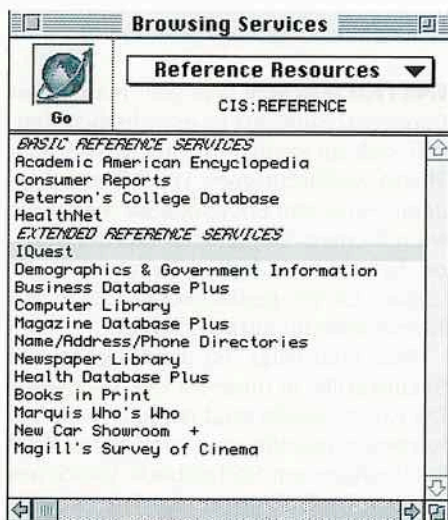 Browsing Services
Reference Resources
CIS:REFERENCE
Go
BASIC REFERENCE SERVICES
Academic American Encyclopedia
Consumer Reports
Peterson's College Database
HealthNet
EXTENDED REFERENCE SERVICES
IQuest
Demographics & Government Information
Business Database Plus
Computer Library
Magazine Database Plus
Name/Address/Phone Directories
Newspaper Library
Health Database Plus
Books in Print
Marquis Who's Who
New Car Showroom +
Magill's Survey of Cinema